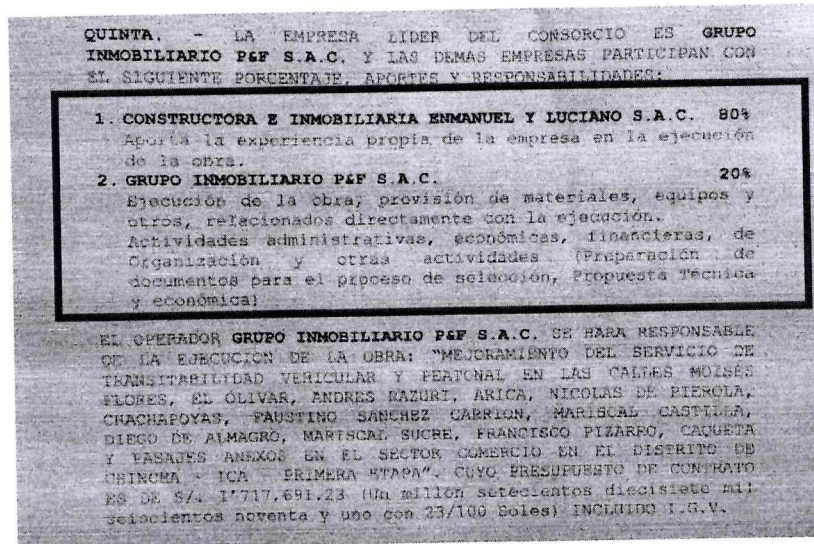 QUINTA. - LA EMPRESA LIDER DEL CONSORCIO ES GRUPO
INMOBILIARIO P&F S.A.C. Y LAS DEMAS EMPRESAS PARTICIPAN CON
EL SIGUIENTE PORCENTAJE, APORTES Y RESPONSABILIDADES:
1. CONSTRUCTORA E INMOBILIARIA ENMANUEL Y LUCIANO S.A.C. 80%
Aporta la experiencia propia de la empresa en la ejecución
de la obra.
2. GRUPO INMOBILIARIO P&F S.A.C. 20%
Ejecución de la obra, provisión de materiales, equipos y
otros, relacionados directamente con la ejecución.
Actividades administrativas, económicas, financieras, de
Organización y otras actividades (Preparación de
documentos para el proceso de selección, Propuesta Técnica
y económica)
EL OPERADOR GRUPO INMOBILIARIO P&F S.A.C. SE HARA RESPONSABLE
DE LA EJECUCION DE LA OBRA: "MEJORAMIENTO DEL SERVICIO DE
TRANSITABILIDAD VEHICULAR Y PEATONAL EN LAS CALLES MOISES
FLORES, EL OLIVAR, ANDRES RAZURI, ARICA, NICOLAS DE PIEROLA,
CHACHAPOYAS, FAUSTINO SANCHEZ CARRION, MARISCAL CASTILLA,
DIEGO DE ALMAGRO, MARISCAL SUCRE, FRANCISCO PIZARRO, CAQUETA
Y PASAJES ANEXOS EN EL SECTOR COMERCIO EN EL DISTRITO DE
CHINCHA - ICA PRIMERA ETAPA", CUYO PRESUPUESTO DE CONTRATO
ES DE S/. 1'717,691.23 (Un millón setecientos diecisiete mil
seiscientos noventa y uno con 23/100 Soles) INCLUIDO I.G.V.